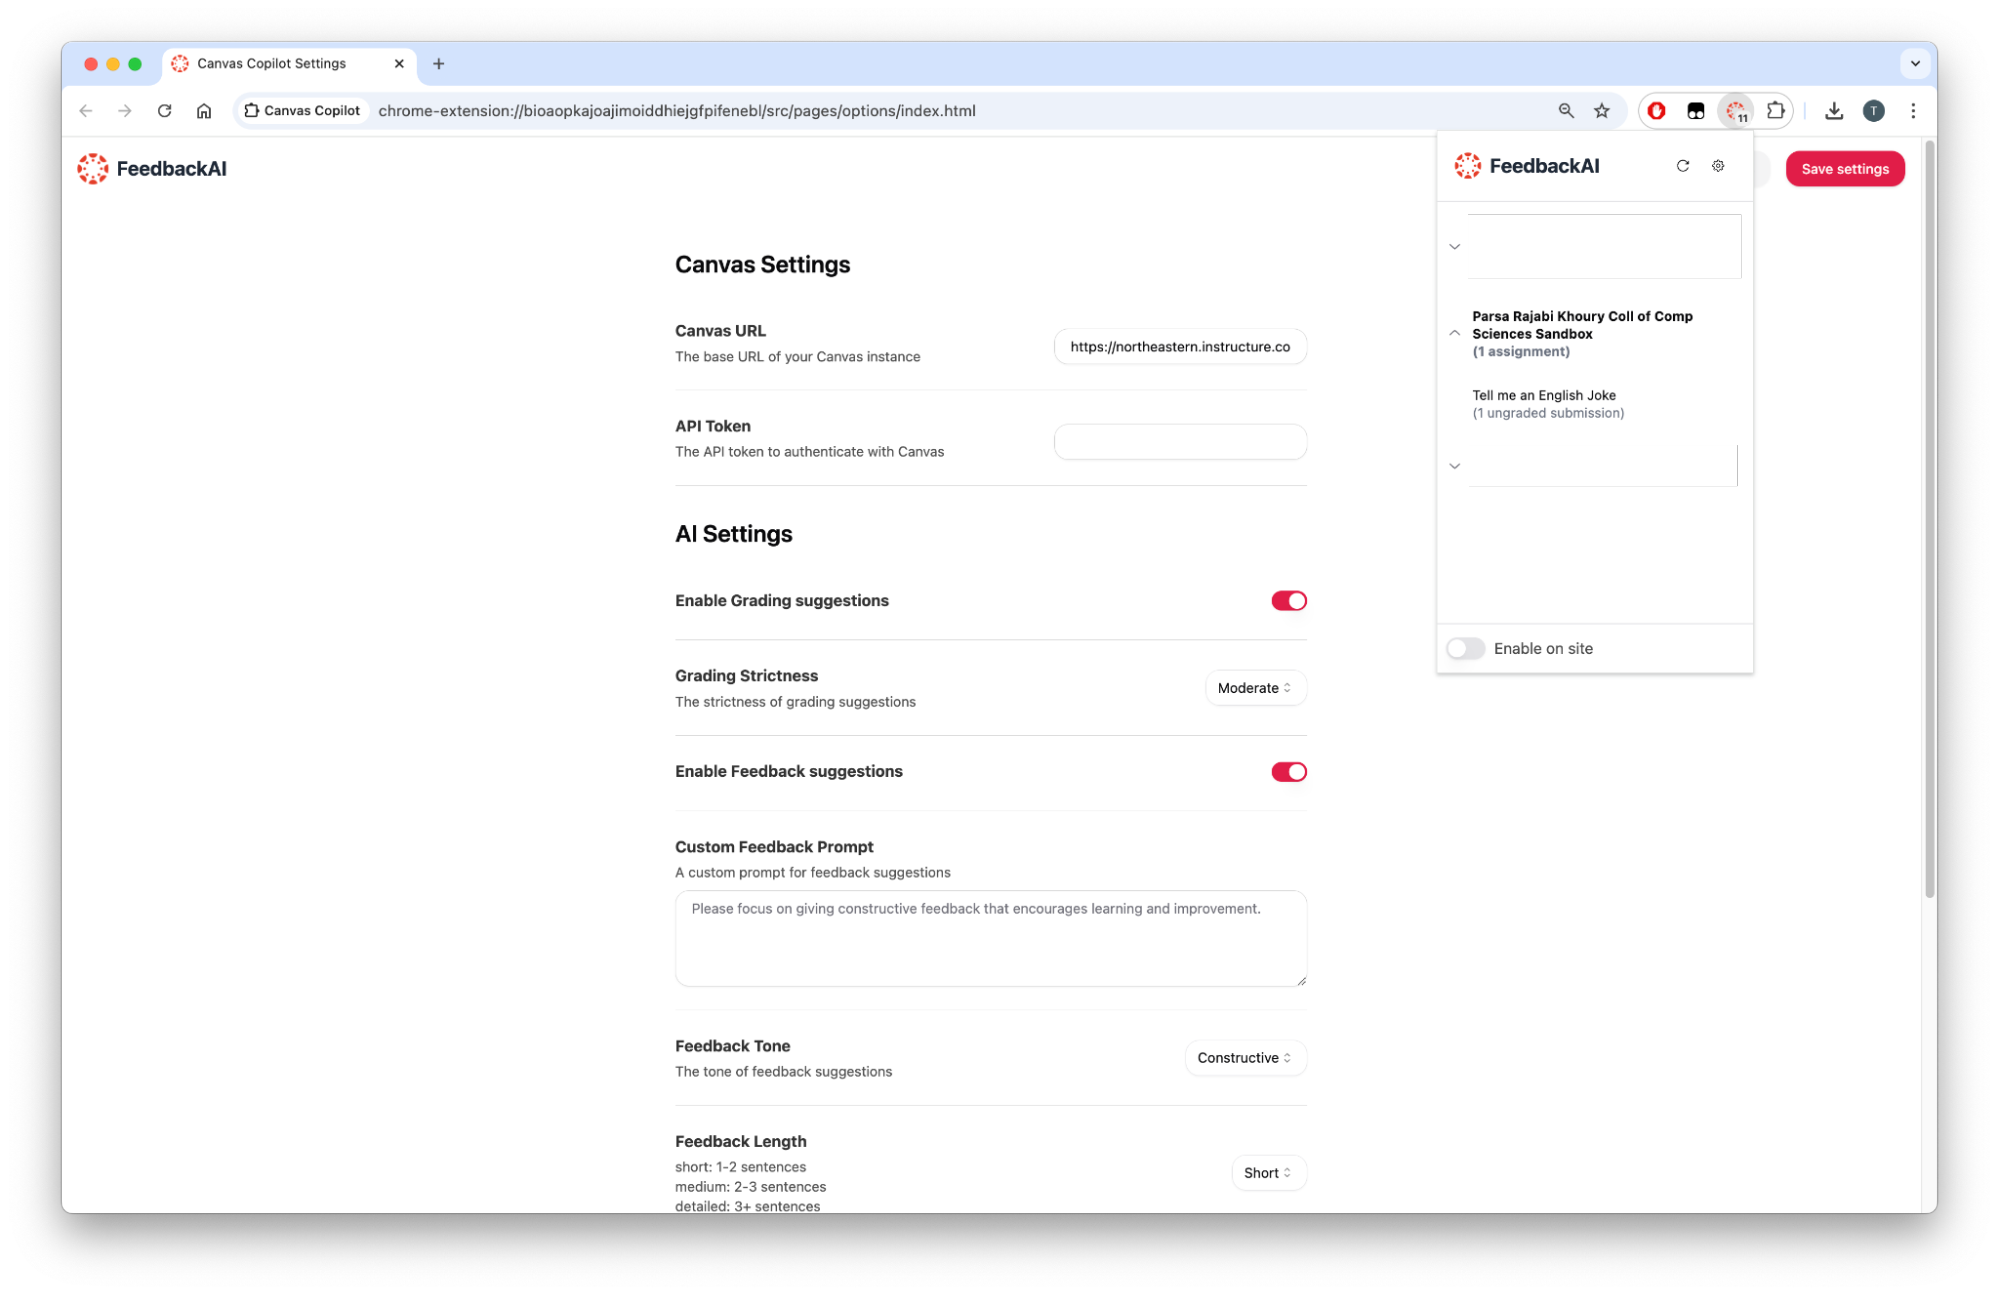 Canvas Copilot Settings
Canvas Copilot
chrome-extension://bioaopkajoajimoiddhiejgfpifenebl/src/pages/options/index.html
11
T
FeedbackAI
Save settings
Canvas Settings
Canvas URL
The base URL of your Canvas instance
https://northeastern.instructure.co
API Token
The API token to authenticate with Canvas
AI Settings
Enable Grading suggestions
Grading Strictness
The strictness of grading suggestions
Moderate
Enable Feedback suggestions
Custom Feedback Prompt
A custom prompt for feedback suggestions
Please focus on giving constructive feedback that encourages learning and improvement.
Feedback Tone
The tone of feedback suggestions
Constructive
Feedback Length
short: 1-2 sentences
medium: 2-3 sentences
detailed: 3+ sentences
Short
FeedbackAI
Parsa Rajabi Khoury Coll of Comp
Sciences Sandbox
(1 assignment)
Tell me an English Joke
(1 ungraded submission)
Enable on site